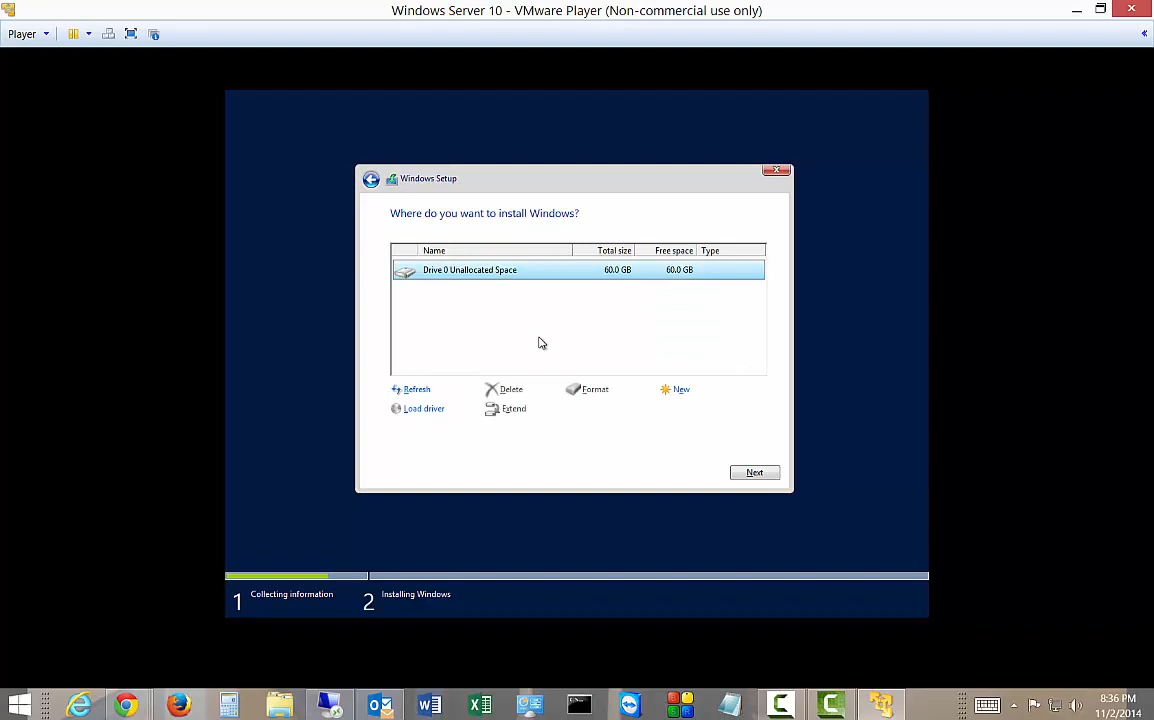 Windows Server 10 - VMware Player (Non-commercial use only)
Player
Windows Setup
Where do you want to install Windows?
Name Total size Free space Type
Drive 0 Unallocated Space 60.0 GB 60.0 GB
Refresh Delete Format New
Load driver Extend
Next
1 Collecting information 2 Installing Windows
8:36 PM
11/2/2014